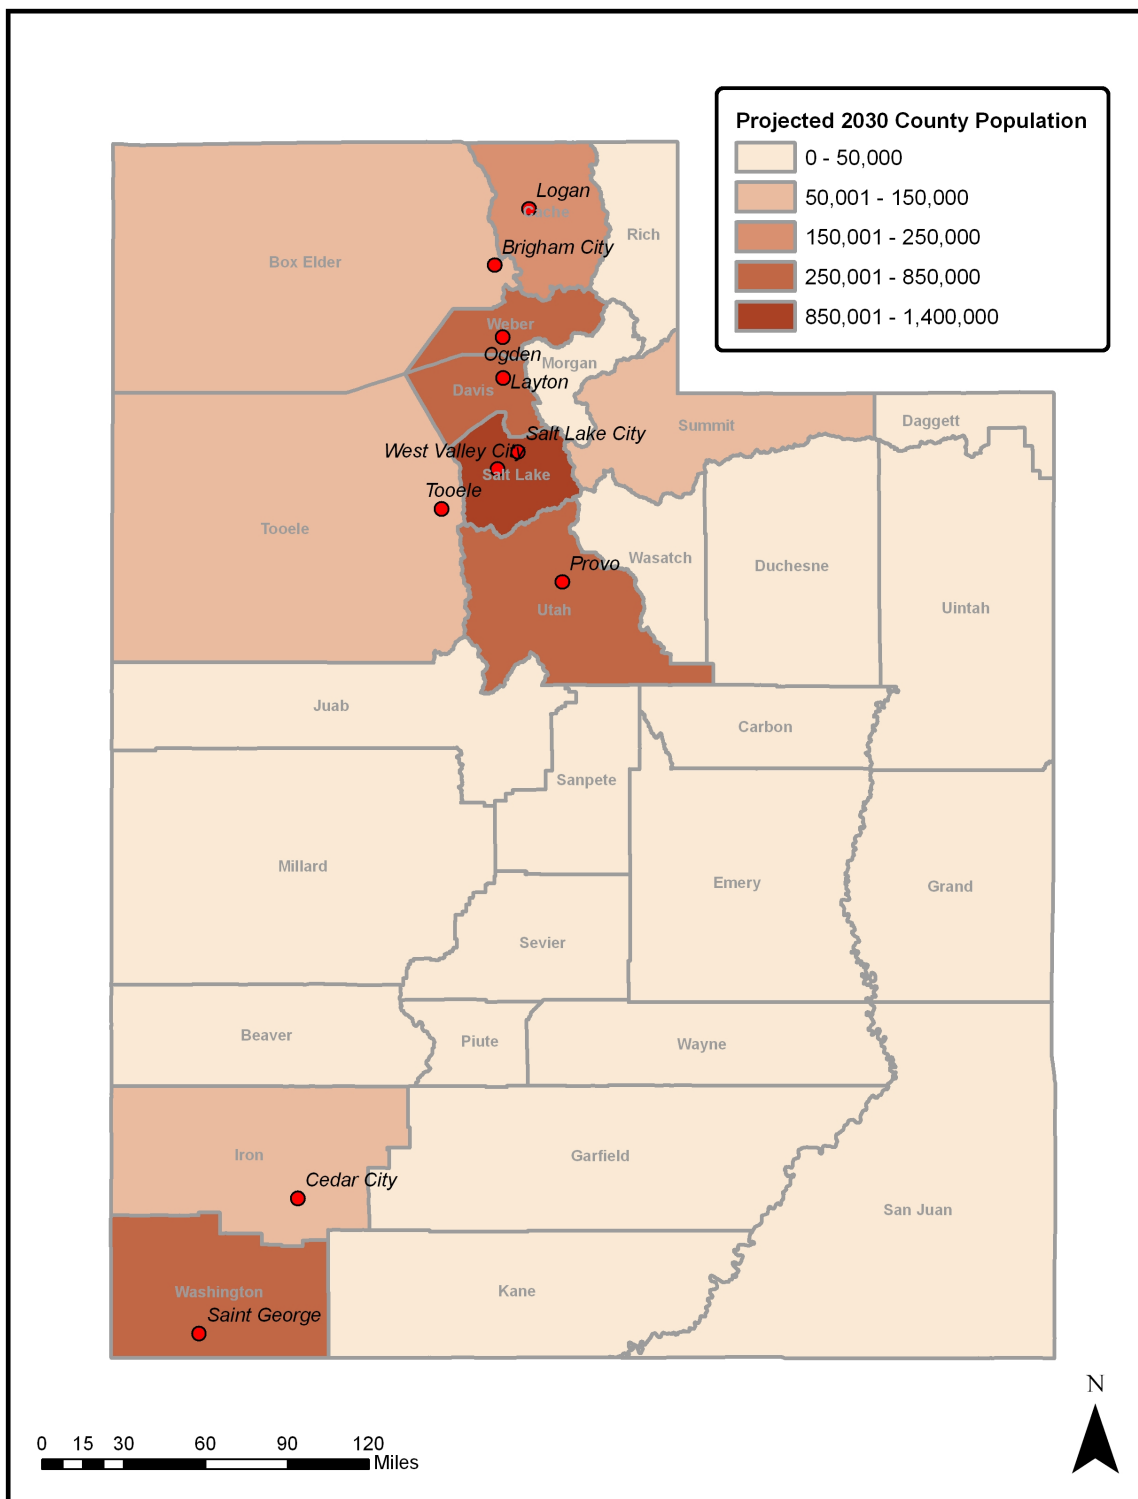 Projected 2030 County Population
0 - 50,000
50,001 - 150,000
150,001 - 250,000
250,001 - 850,000
850,001 - 1,400,000
Logan
Cache
Rich
Brigham City
Box Elder
Weber
Ogden
Morgan
Layton
Davis
Summit
Daggett
Salt Lake City
West Valley City
Salt Lake
Tooele
Tooele
Wasatch
Provo
Duchesne
Utah
Uintah
Juab
Carbon
Sanpete
Millard
Emery
Grand
Sevier
Beaver
Piute
Wayne
Iron
Garfield
Cedar City
San Juan
Washington
Kane
Saint George
N
0 15 30 60 90 120
Miles